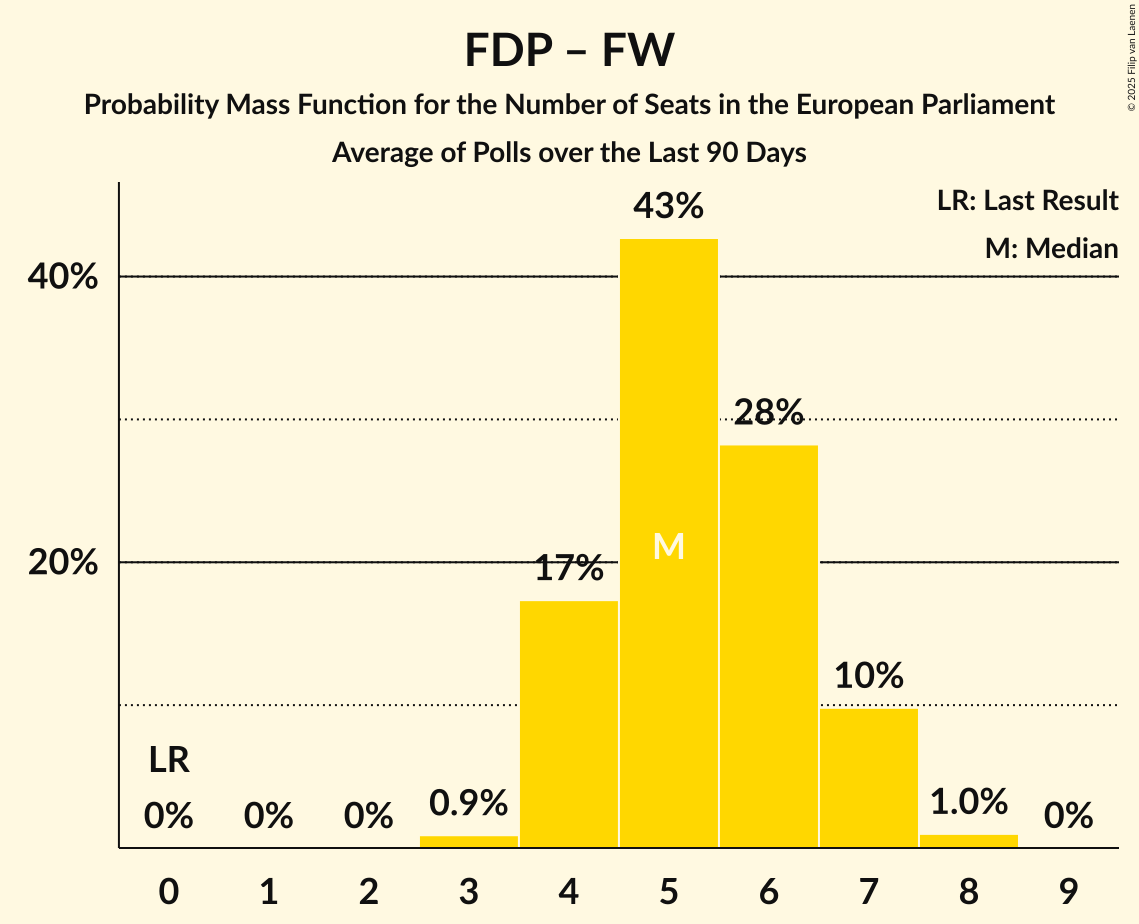 FDP – FW
Probability Mass Function for the Number of Seats in the European Parliament
Average of Polls over the Last 90 Days
© 2025 Filip van Laenen
LR: Last Result
M: Median
43%
40%
28%
M
20%
17%
10%
LR
0%
0%
0%
0.9%
1.0%
0%
0
1
2
3
4
5
6
7
8
9